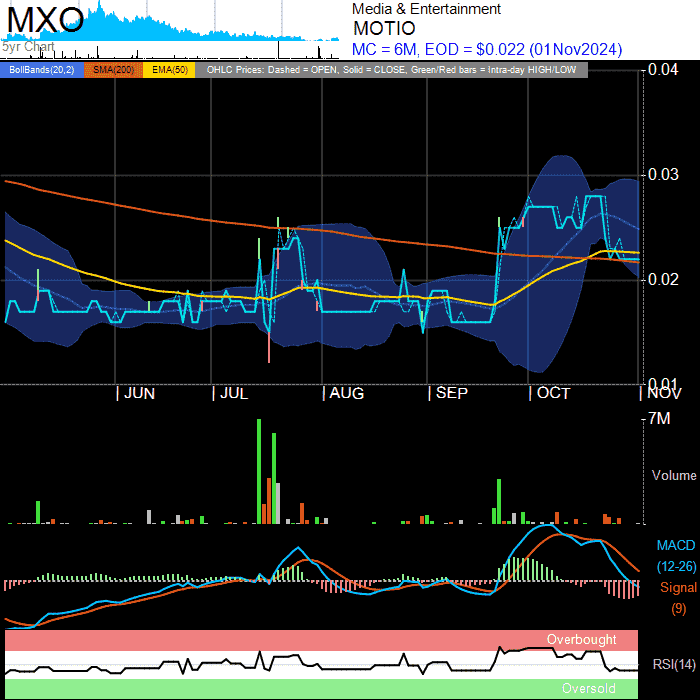 MXO
5yr Chart
Media & Entertainment
MOTIO
MC = 6M, EOD = $0.022 (01Nov2024)
BollBands(20,2) SMA(200) EMA(50) OHLC Prices: Dashed = OPEN, Solid = CLOSE, Green/Red bars = Intra-day HIGH/LOW
0.04
0.03
0.02
0.01
JUN JUL AUG SEP OCT NOV
7M
Volume
MACD
(12-26)
Signal
(9)
Overbought
RSI(14)
Oversold